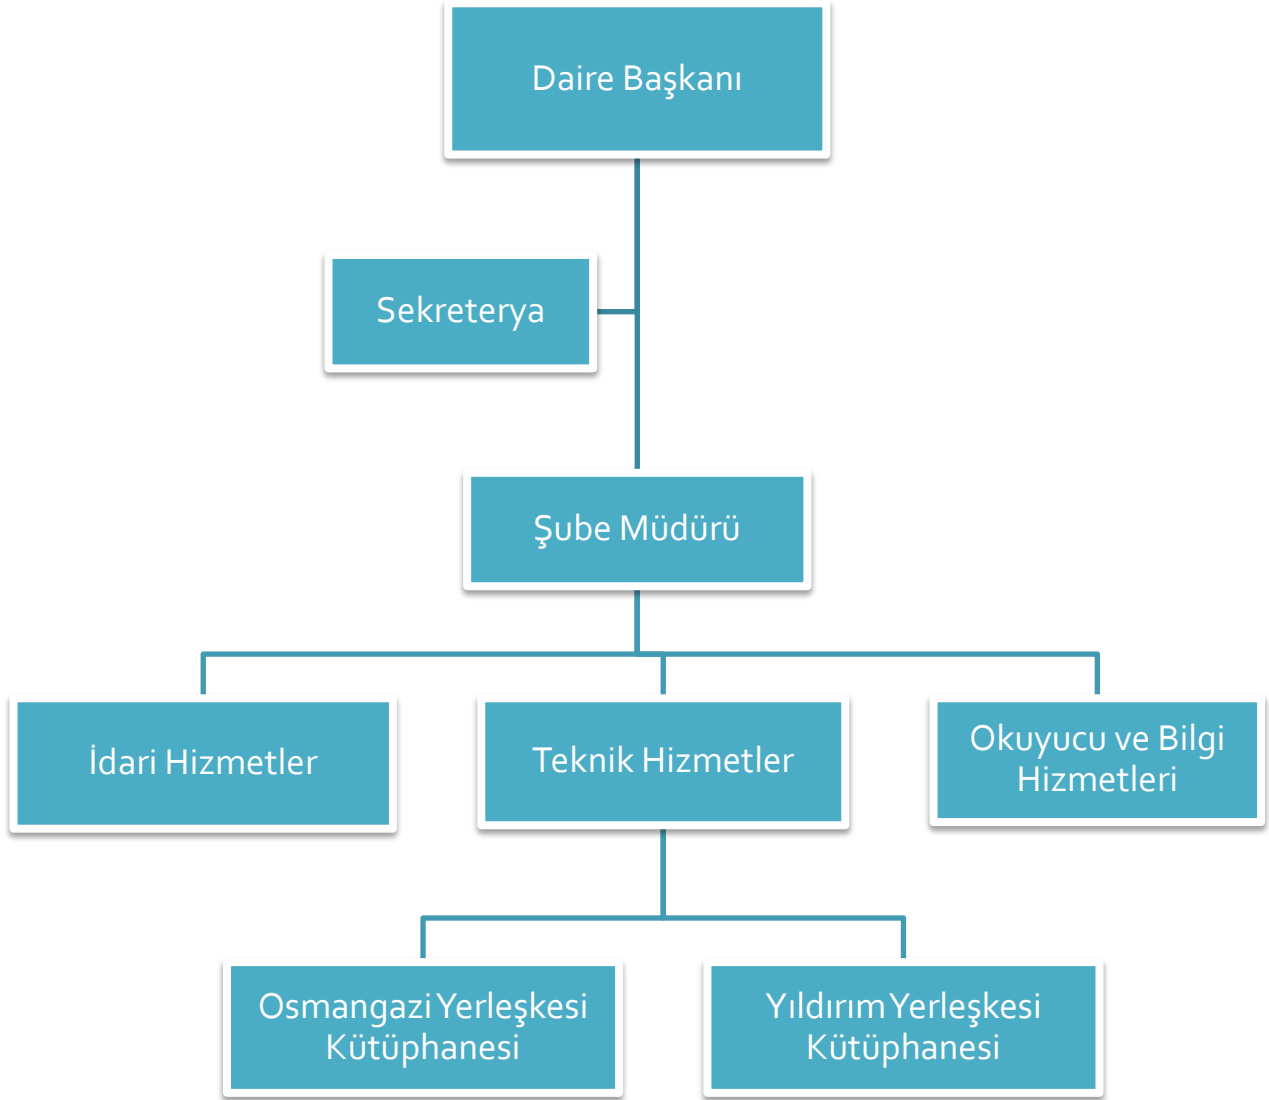 Daire Başkanı
Sekreterya
Şube Müdürü
İdari Hizmetler
Teknik Hizmetler
Okuyucu ve Bilgi
Hizmetleri
Osmangazi Yerleşkesi
Kütüphanesi
Yıldırım Yerleşkesi
Kütüphanesi